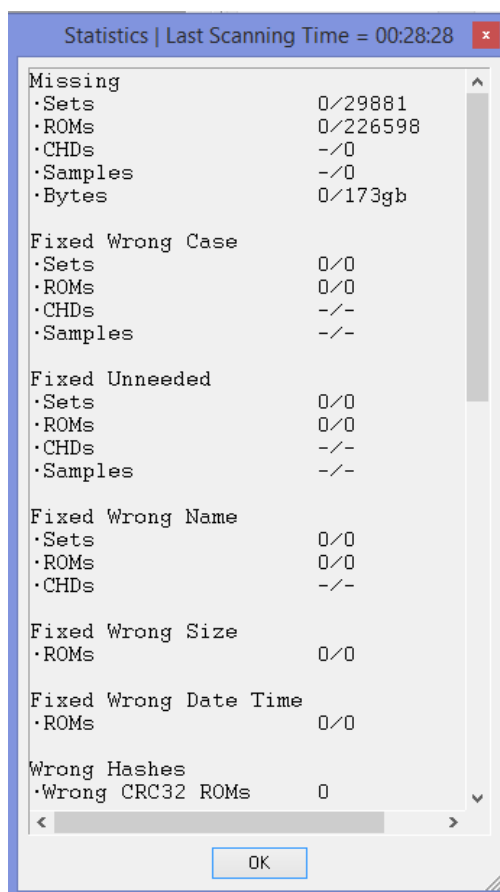 Statistics | Last Scanning Time = 00:28:28 x
Missing
·Sets 0/29881
·ROMs 0/226598
·CHDs -/0
·Samples -/0
·Bytes 0/173gb
Fixed Wrong Case
·Sets 0/0
·ROMs 0/0
·CHDs -/-
·Samples -/-
Fixed Unneeded
·Sets 0/0
·ROMs 0/0
·CHDs -/-
·Samples -/-
Fixed Wrong Name
·Sets 0/0
·ROMs 0/0
·CHDs -/-
Fixed Wrong Size
·ROMs 0/0
Fixed Wrong Date Time
·ROMs 0/0
Wrong Hashes
·Wrong CRC32 ROMs 0
OK